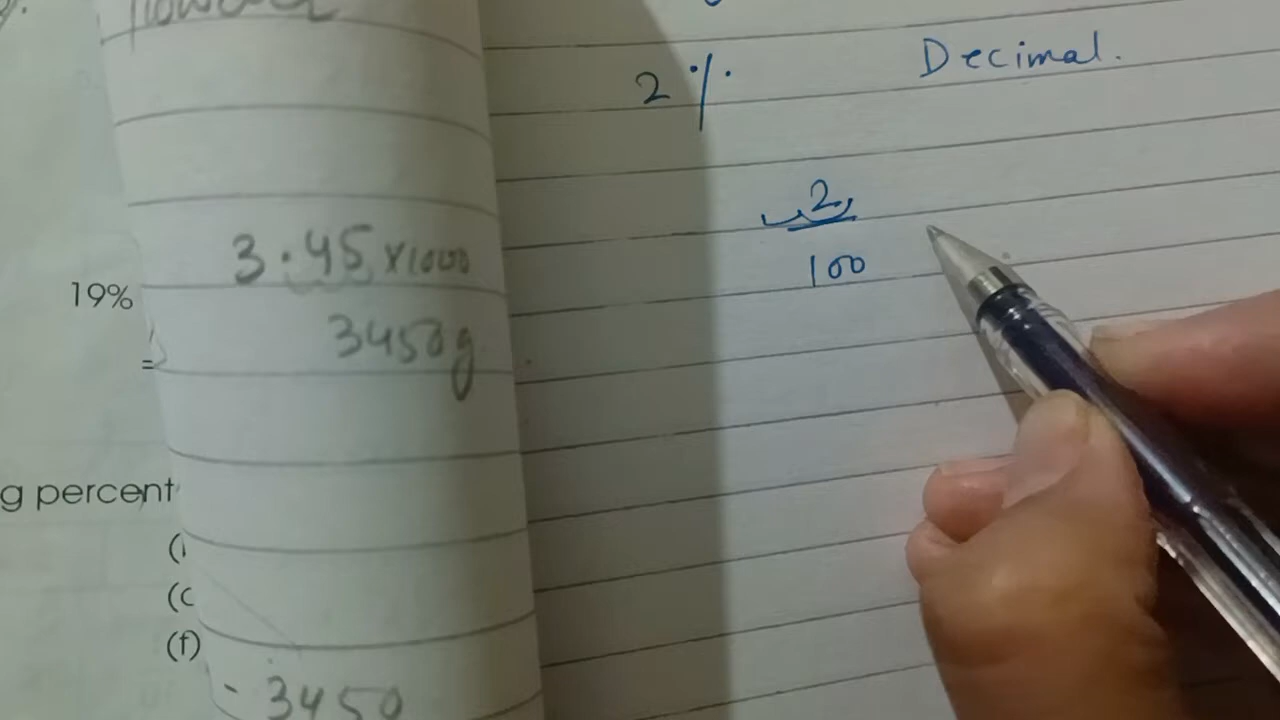 2 % Decimal.
2
100
3.45 x1000
3450g
19%
=
g percent
(c
(f)
- 3450